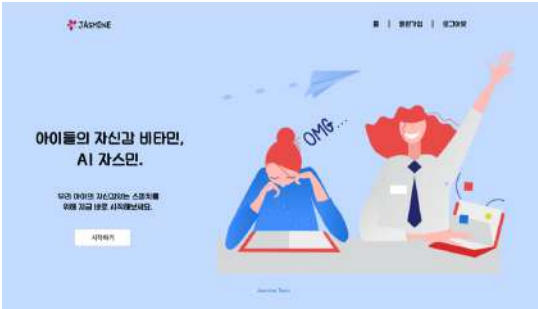 JASMINE
홈 | 회원가입 | 로그아웃
OMG...
아이들의 자신감 비타민,
AI 자스민.
우리 아이의 자신감있는 스피치를
위해 지금 바로 시작해보세요.
시작하기
Jasmine Team